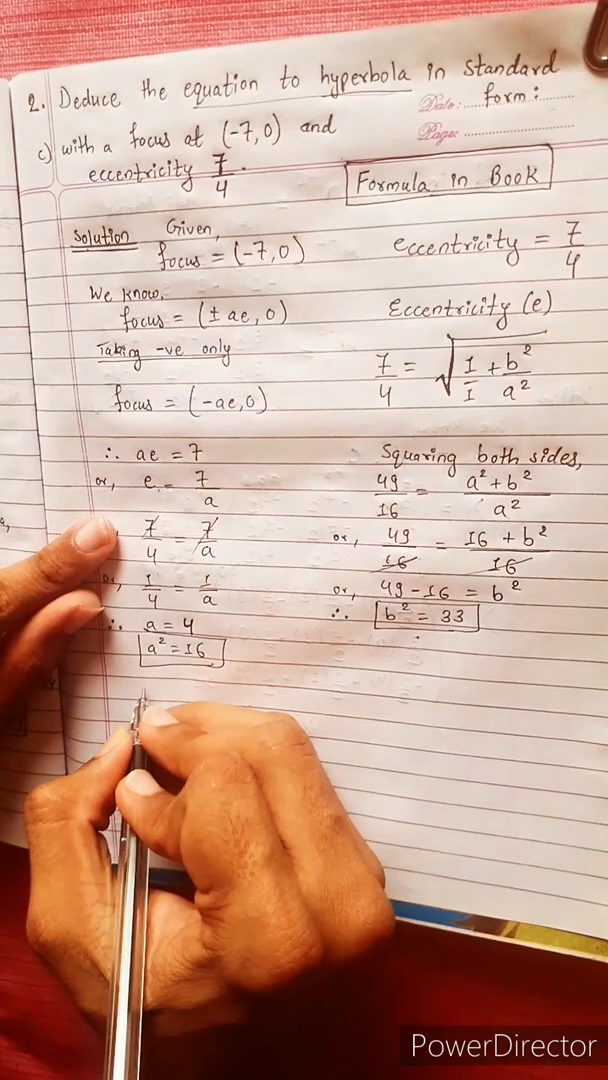 2. Deduce the equation to hyperbola in standard form:
Date:
Page:
c) with a focus at (-7,0) and
eccentricity 7/4.
Formula in Book
Solution Given,
focus = (-7,0)
We know,
focus = (± ae, 0)
Taking -ve only
focus = (-ae,0)
∴ ae = 7
or, e = 7/a
7/4 = 7/a
or, 1/4 = 1/a
∴ a = 4
a² = 16
eccentricity = 7/4
Eccentricity (e)
7/4 = √(1/1 + b²/a²)
Squaring both sides,
49/16 = a² + b²/a²
or, 49/16 = 16 + b²/16
or, 49 - 16 = b²
∴ b² = 33
PowerDirector